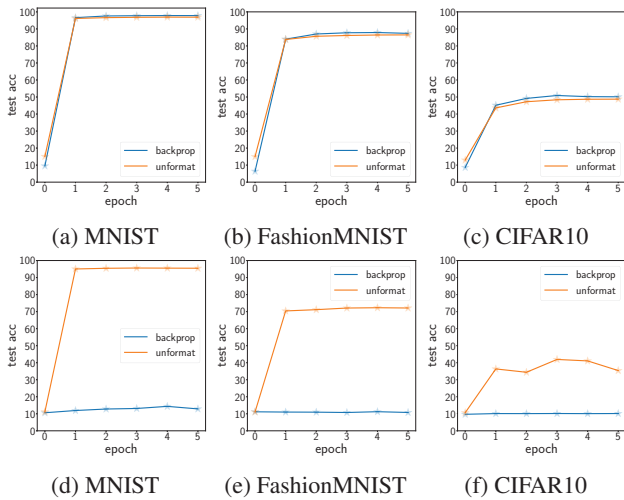 100
90
80
70
60
50
40
30
20
10
0
test acc
backprop
unformat
0 1 2 3 4 5
epoch
(a) MNIST
100
90
80
70
60
50
40
30
20
10
0
test acc
backprop
unformat
0 1 2 3 4 5
epoch
(b) FashionMNIST
100
90
80
70
60
50
40
30
20
10
0
test acc
backprop
unformat
0 1 2 3 4 5
epoch
(c) CIFAR10
100
90
80
70
60
50
40
30
20
10
0
test acc
backprop
unformat
0 1 2 3 4 5
epoch
(d) MNIST
100
90
80
70
60
50
40
30
20
10
0
test acc
backprop
unformat
0 1 2 3 4 5
epoch
(e) FashionMNIST
100
90
80
70
60
50
40
30
20
10
0
test acc
backprop
unformat
0 1 2 3 4 5
epoch
(f) CIFAR10